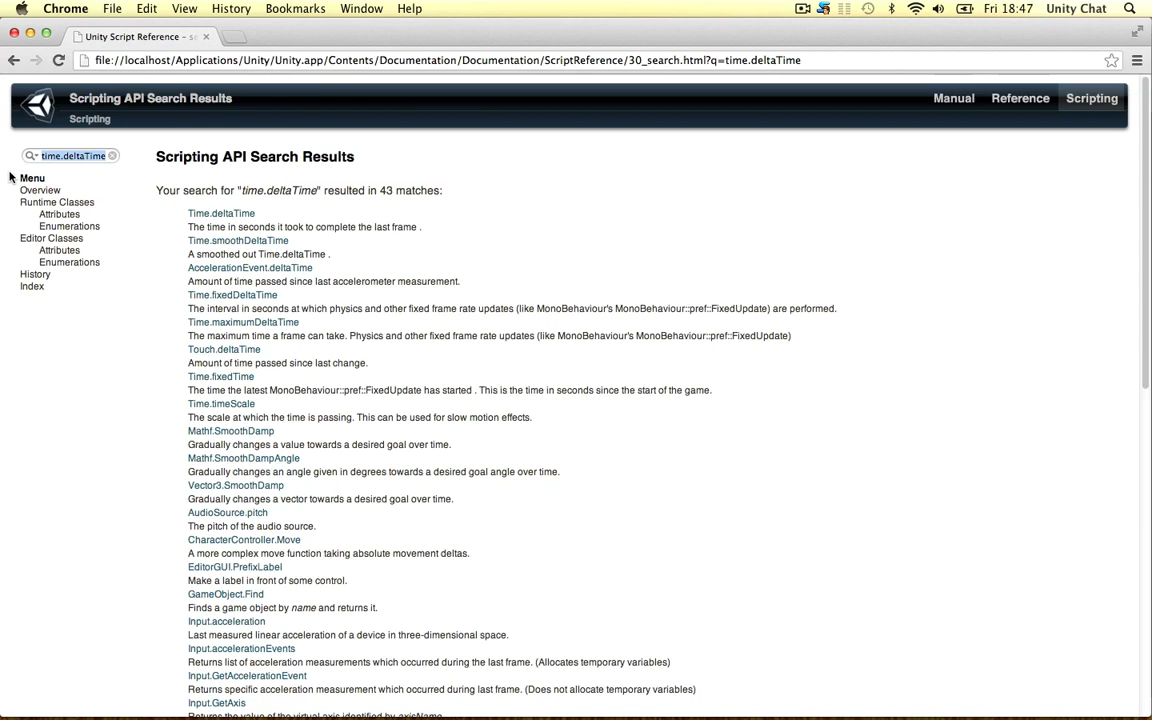 Chrome File Edit View History Bookmarks Window Help Fri 18:47 Unity Chat
Unity Script Reference – s
file://localhost/Applications/Unity/Unity.app/Contents/Documentation/Documentation/ScriptReference/30_search.html?q=time.deltaTime
Scripting API Search Results
Manual Reference Scripting
Scripting
time.deltaTime
Menu
Overview
Runtime Classes
Attributes
Enumerations
Editor Classes
Attributes
Enumerations
History
Index
Scripting API Search Results
Your search for "time.deltaTime" resulted in 43 matches:
Time.deltaTime
The time in seconds it took to complete the last frame .
Time.smoothDeltaTime
A smoothed out Time.deltaTime .
AccelerationEvent.deltaTime
Amount of time passed since last accelerometer measurement.
Time.fixedDeltaTime
The interval in seconds at which physics and other fixed frame rate updates (like MonoBehaviour's MonoBehaviour::pref::FixedUpdate) are performed.
Time.maximumDeltaTime
The maximum time a frame can take. Physics and other fixed frame rate updates (like MonoBehaviour's MonoBehaviour::pref::FixedUpdate)
Touch.deltaTime
Amount of time passed since last change.
Time.fixedTime
The time the latest MonoBehaviour::pref::FixedUpdate has started . This is the time in seconds since the start of the game.
Time.timeScale
The scale at which the time is passing. This can be used for slow motion effects.
Mathf.SmoothDamp
Gradually changes a value towards a desired goal over time.
Mathf.SmoothDampAngle
Gradually changes an angle given in degrees towards a desired goal angle over time.
Vector3.SmoothDamp
Gradually changes a vector towards a desired goal over time.
AudioSource.pitch
The pitch of the audio source.
CharacterController.Move
A more complex move function taking absolute movement deltas.
EditorGUI.PrefixLabel
Make a label in front of some control.
GameObject.Find
Finds a game object by name and returns it.
Input.acceleration
Last measured linear acceleration of a device in three-dimensional space.
Input.accelerationEvents
Returns list of acceleration measurements which occurred during the last frame. (Allocates temporary variables)
Input.GetAccelerationEvent
Returns specific acceleration measurement which occurred during last frame. (Does not allocate temporary variables)
Input.GetAxis
Returns the value of the virtual axis identified by axisName.